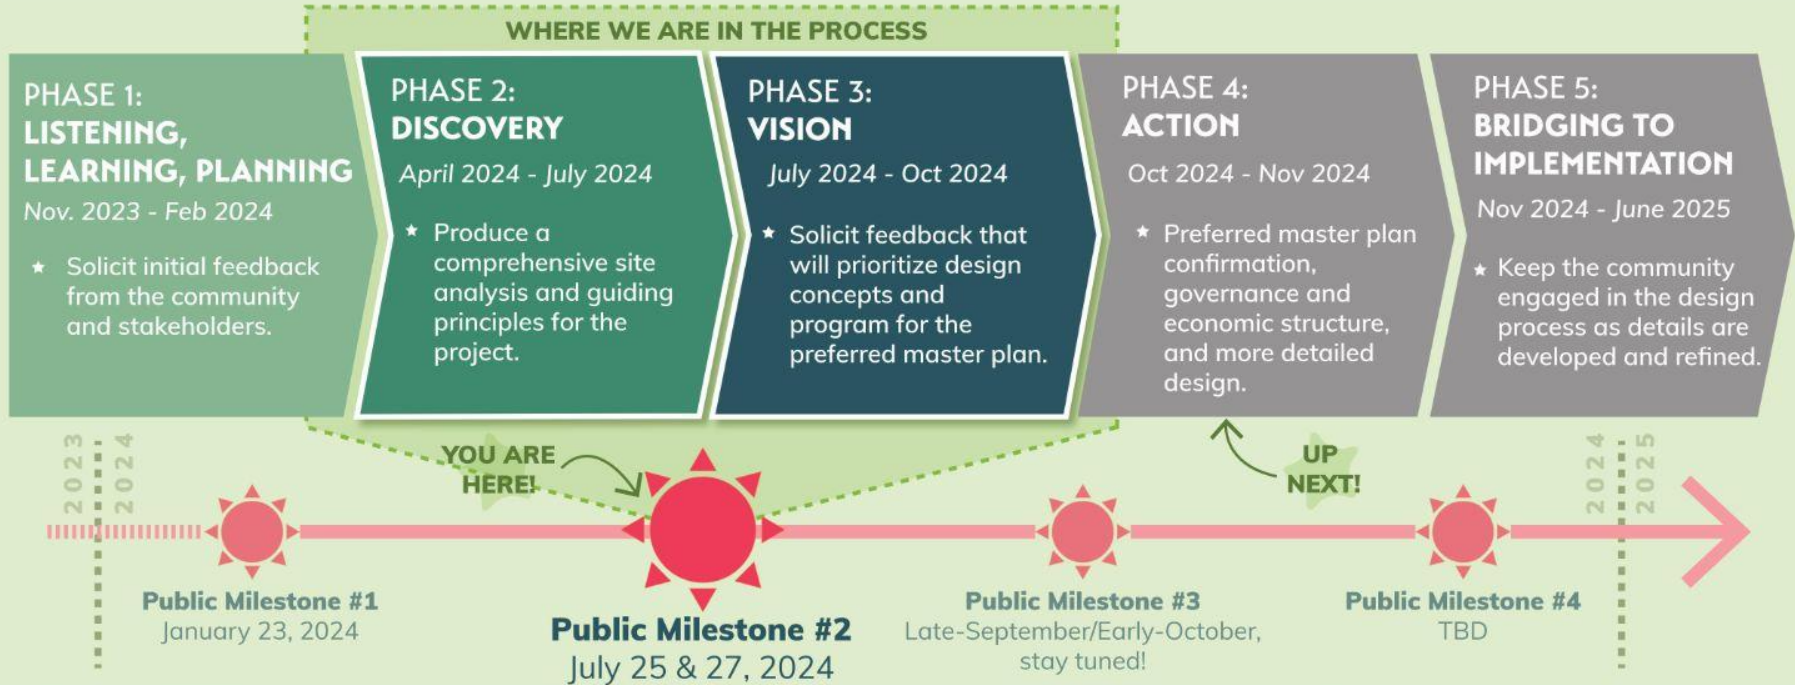 WHERE WE ARE IN THE PROCESS
PHASE 1:
LISTENING,
LEARNING, PLANNING
Nov. 2023 - Feb 2024
Solicit initial feedback
from the community
and stakeholders.
PHASE 2:
DISCOVERY
April 2024 - July 2024
Produce a
comprehensive site
analysis and guiding
principles for the
project.
PHASE 3:
VISION
July 2024 - Oct 2024
Solicit feedback that
will prioritize design
concepts and
program for the
preferred master plan.
PHASE 4:
ACTION
Oct 2024 - Nov 2024
Preferred master plan
confirmation,
governance and
economic structure,
and more detailed
design.
PHASE 5:
BRIDGING TO
IMPLEMENTATION
Nov 2024 - June 2025
Keep the community
engaged in the design
process as details are
developed and refined.
2023
2024
YOU ARE
HERE!
UP
NEXT!
2024
2025
Public Milestone #1
January 23, 2024
Public Milestone #2
July 25 & 27, 2024
Public Milestone #3
Late-September/Early-October,
stay tuned!
Public Milestone #4
TBD